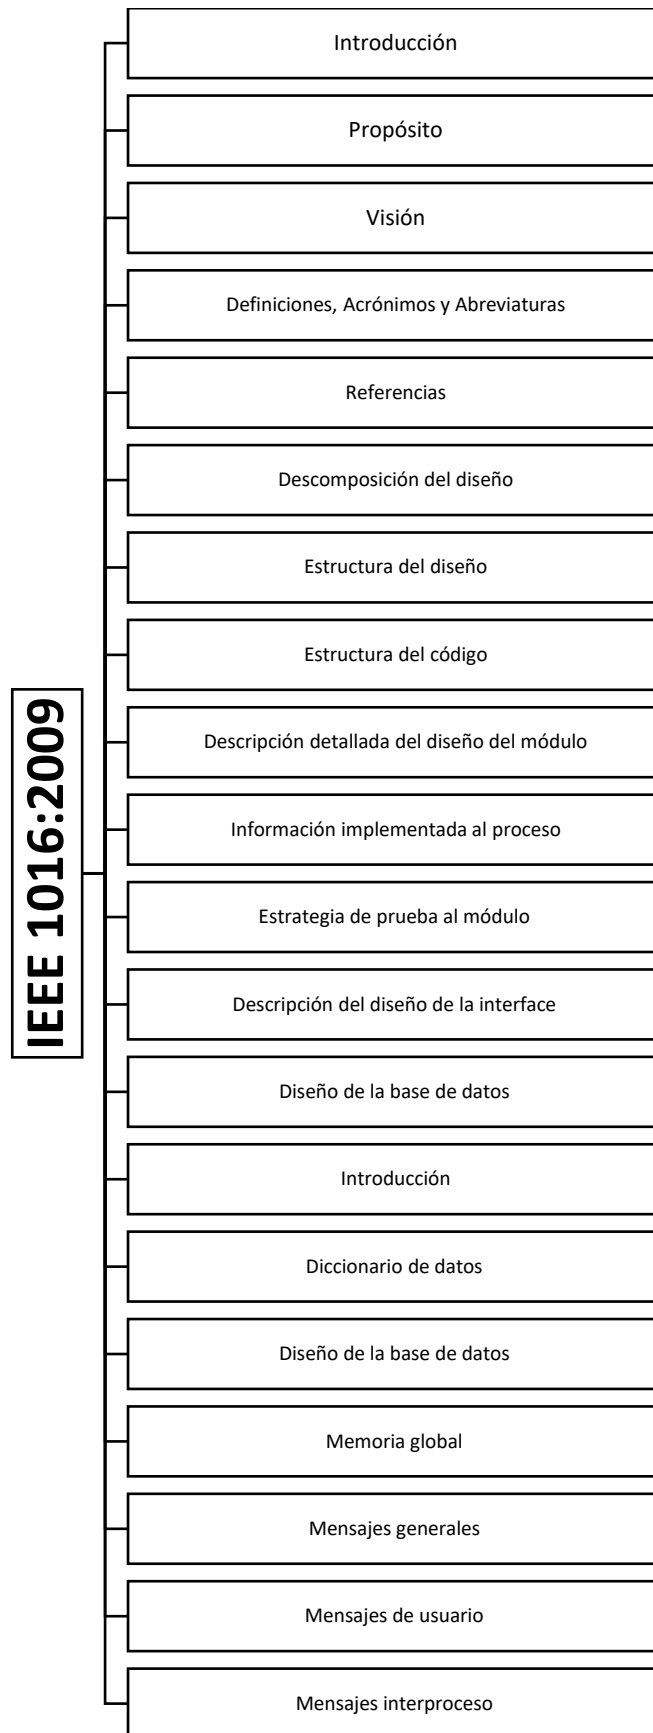 Introducción
Propósito
Visión
Definiciones, Acrónimos y Abreviaturas
Referencias
Descomposición del diseño
Estructura del diseño
Estructura del código
IEEE 1016:2009
Descripción detallada del diseño del módulo
Información implementada al proceso
Estrategia de prueba al módulo
Descripción del diseño de la interface
Diseño de la base de datos
Introducción
Diccionario de datos
Diseño de la base de datos
Memoria global
Mensajes generales
Mensajes de usuario
Mensajes interproceso